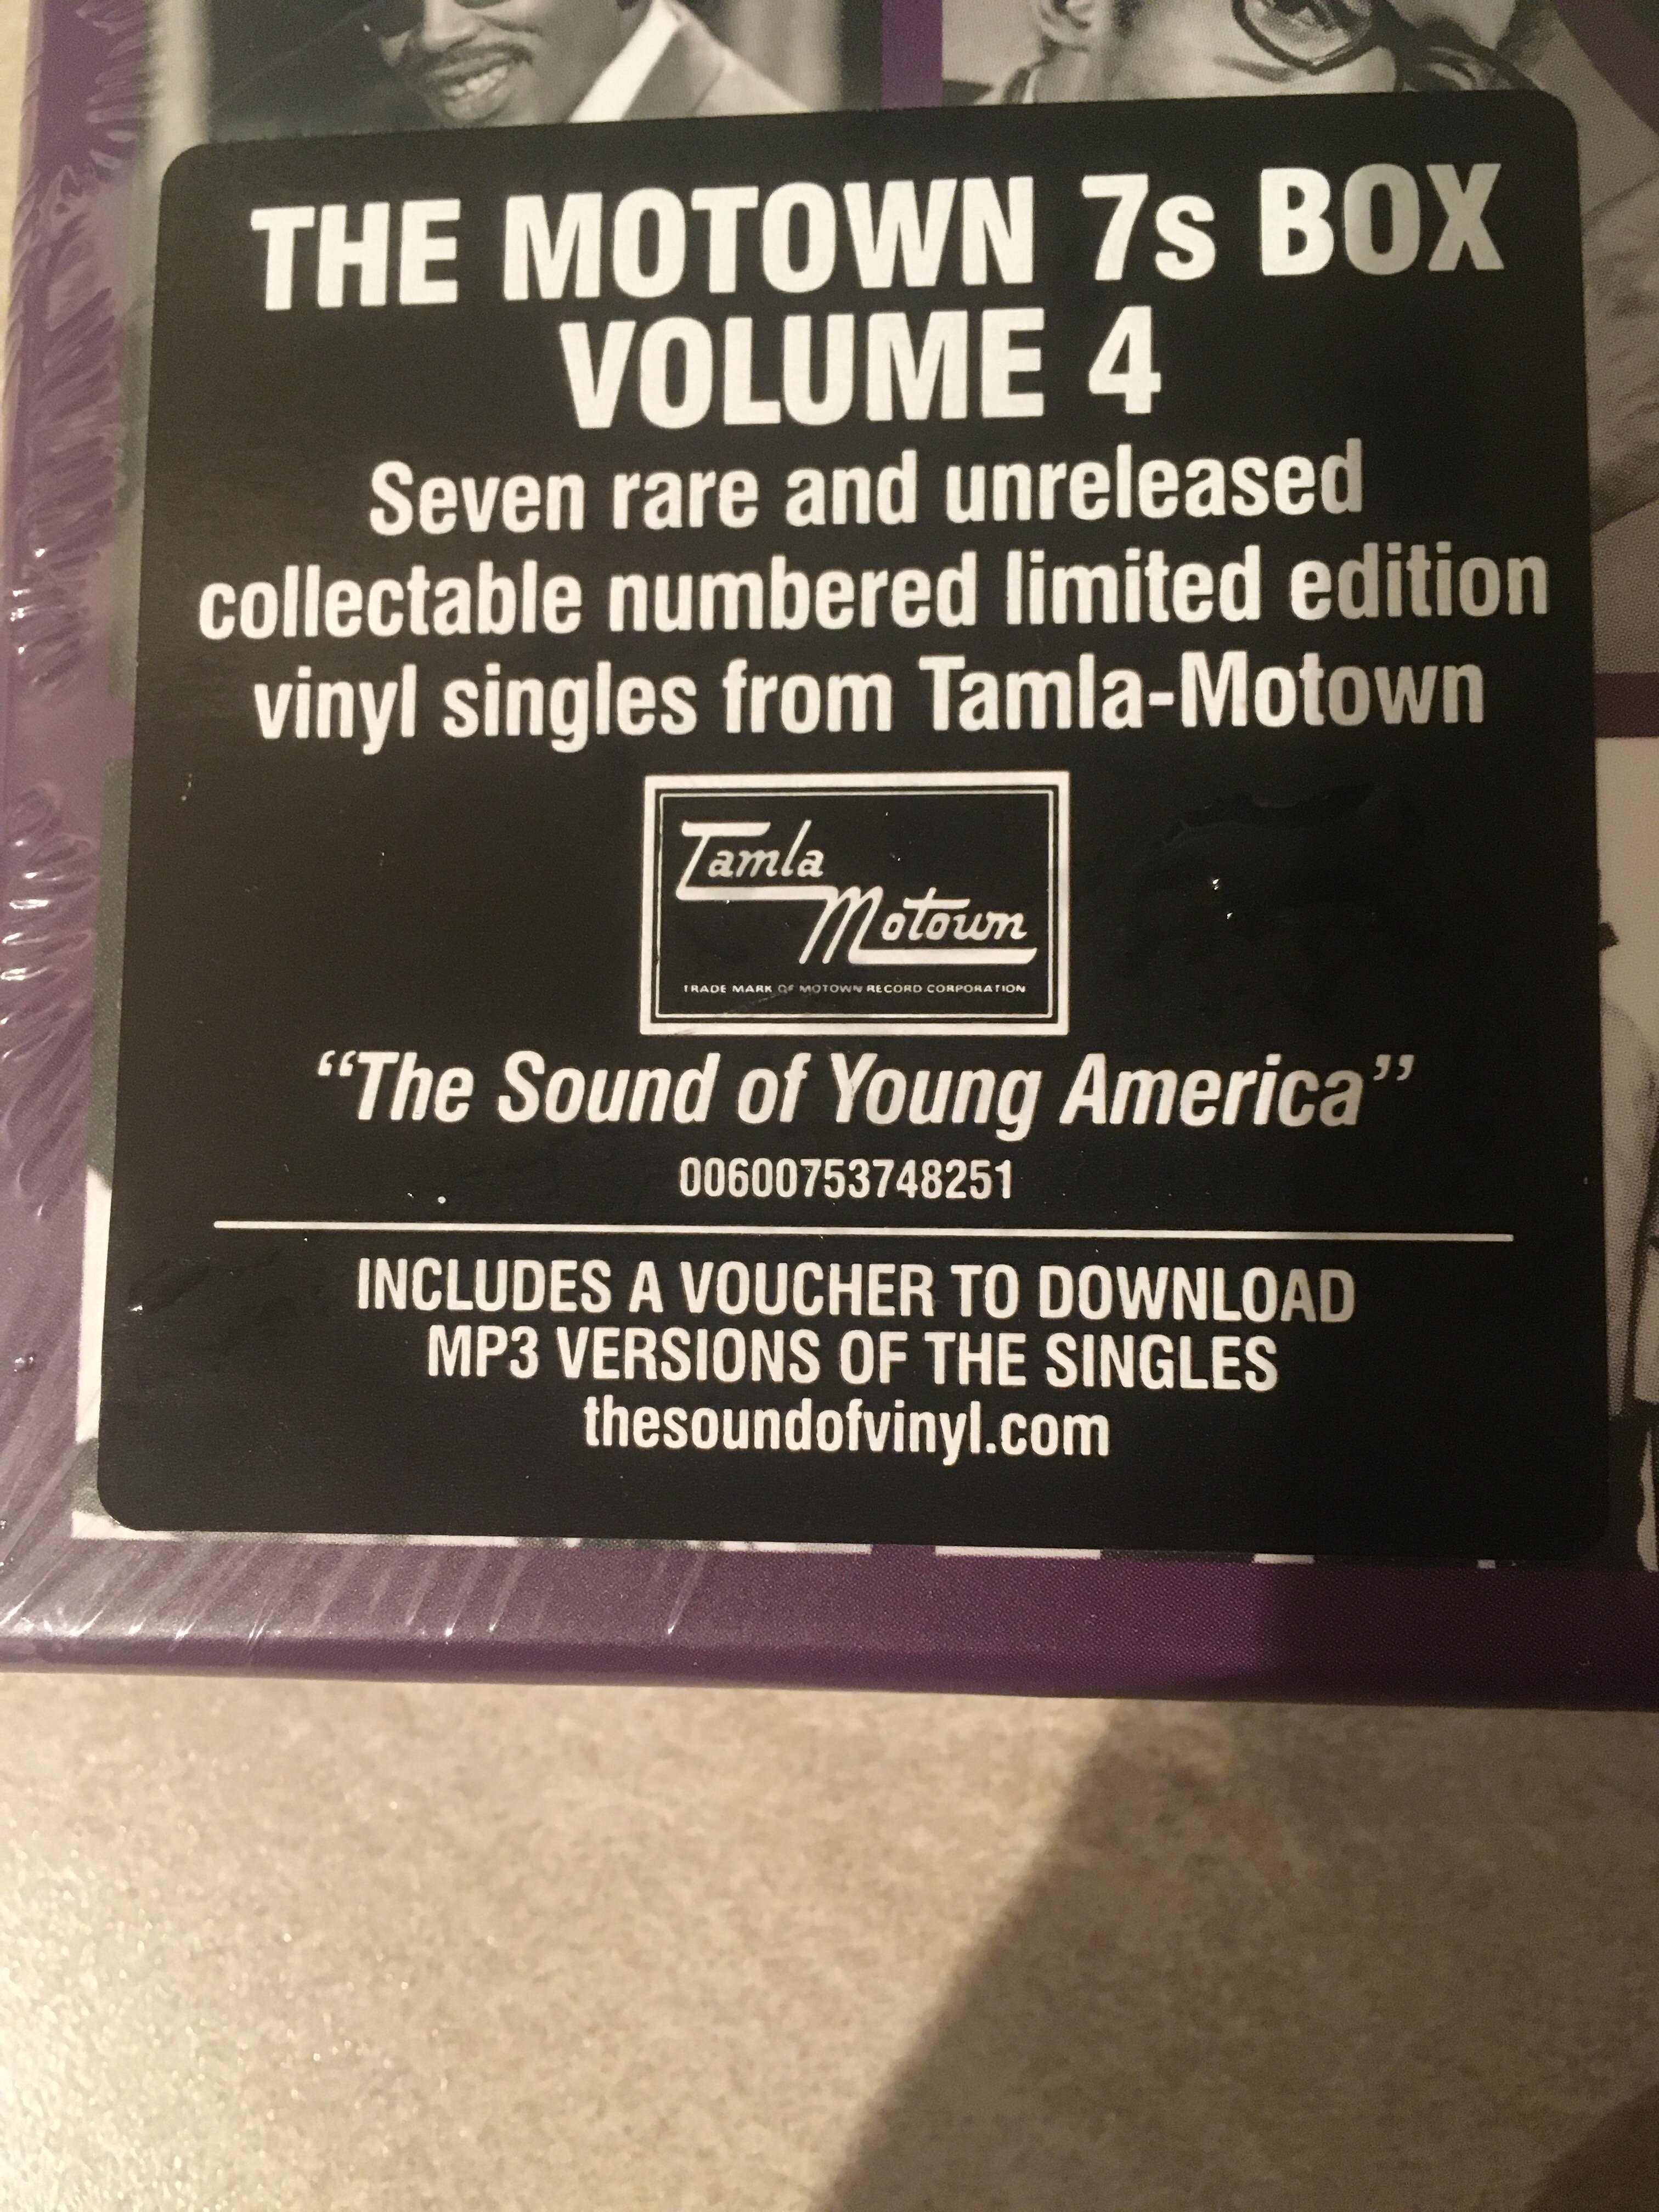 THE MOTOWN 7s BOX
VOLUME 4
Seven rare and unreleased
collectable numbered limited edition
vinyl singles from Tamla-Motown
Tamla
Motown
TRADE MARK OF MOTOWN RECORD CORPORATION
“The Sound of Young America”
00600753748251
INCLUDES A VOUCHER TO DOWNLOAD
MP3 VERSIONS OF THE SINGLES
thesoundofvinyl.com